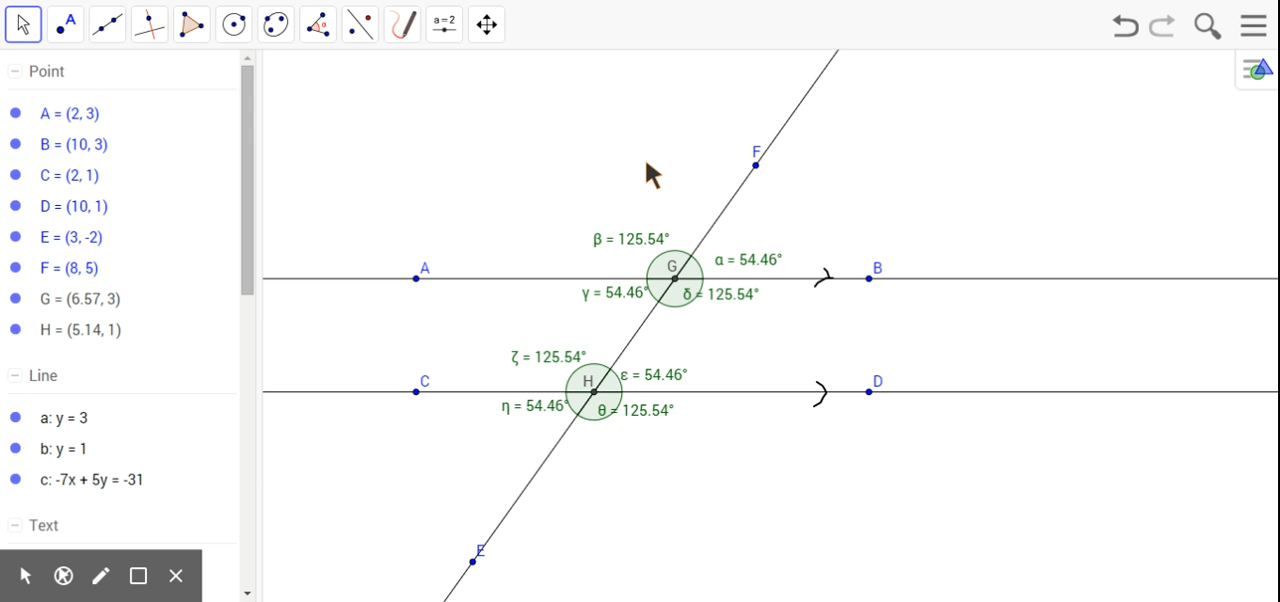 A
α
a=2
Point
A = (2, 3)
B = (10, 3)
C = (2, 1)
D = (10, 1)
E = (3, -2)
F = (8, 5)
G = (6.57, 3)
H = (5.14, 1)
Line
a: y = 3
b: y = 1
c: -7x + 5y = -31
Text
F
β = 125.54°
G
α = 54.46°
A
B
γ = 54.46°
δ = 125.54°
ζ = 125.54°
H
ε = 54.46°
C
D
η = 54.46°
θ = 125.54°
E